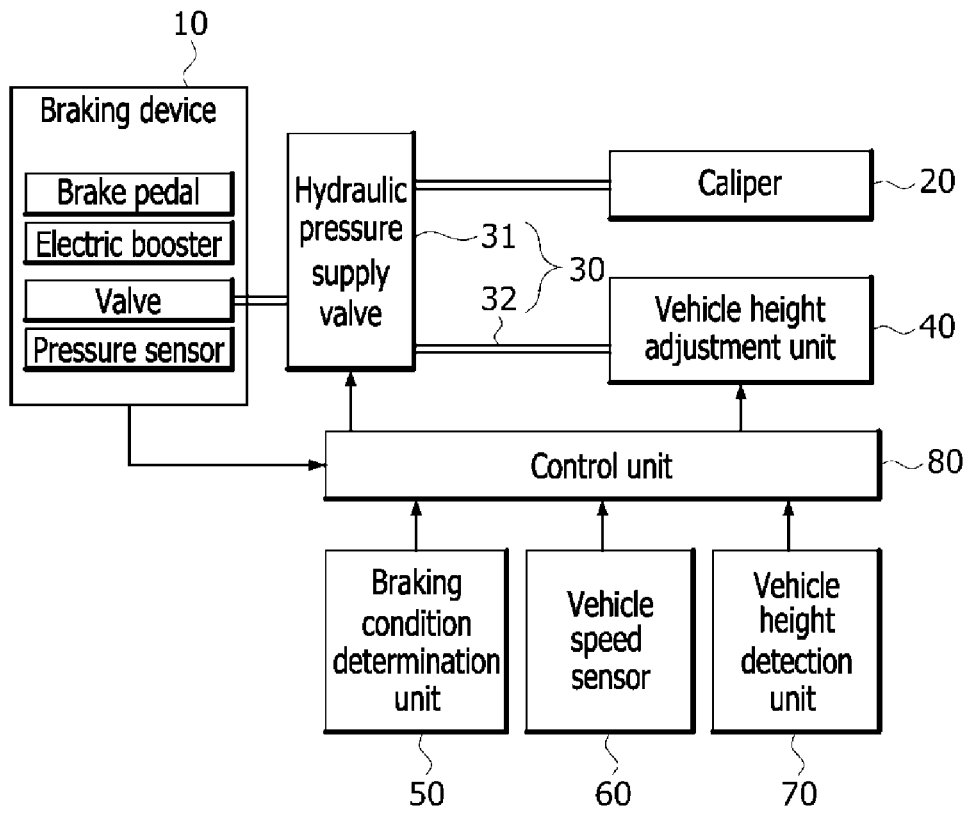 10
Braking device
Brake pedal
Electric booster
Valve
Pressure sensor
Hydraulic
pressure
supply
valve
Caliper
20
31
30
32
Vehicle height
adjustment unit
40
Control unit
80
Braking
condition
determination
unit
50
Vehicle
speed
sensor
60
Vehicle
height
detection
unit
70